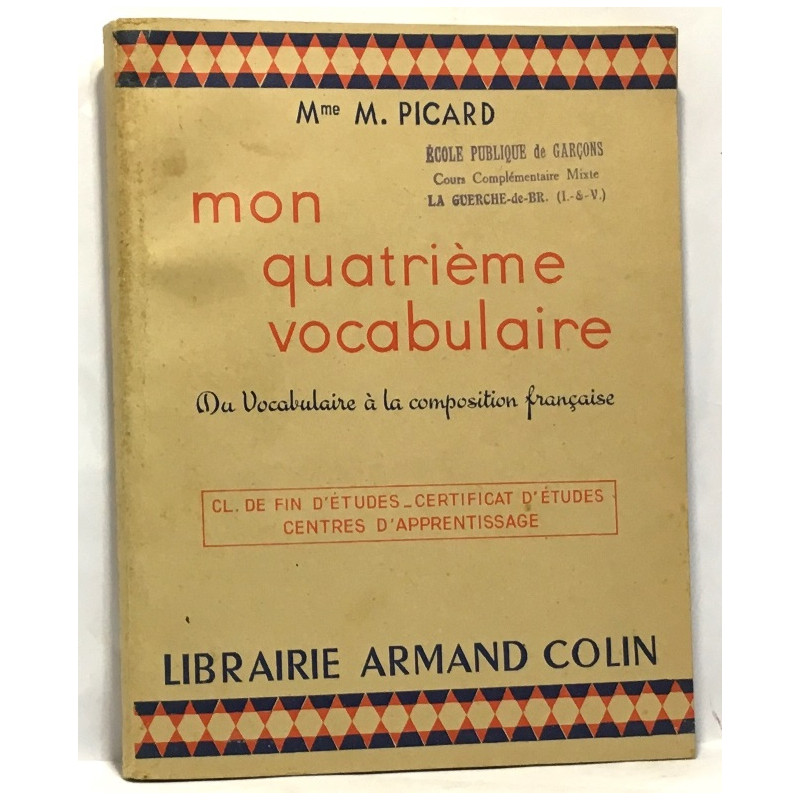 Mme M. PICARD
ÉCOLE PUBLIQUE de GARÇONS
Cours Complémentaire Mixte
LA GUERCHE-de-BR. (I.-&-V.)
mon
quatrième
vocabulaire
Du Vocabulaire à la composition française
CL. DE FIN D'ÉTUDES_CERTIFICAT D'ÉTUDES
CENTRES D'APPRENTISSAGE
LIBRAIRIE ARMAND COLIN